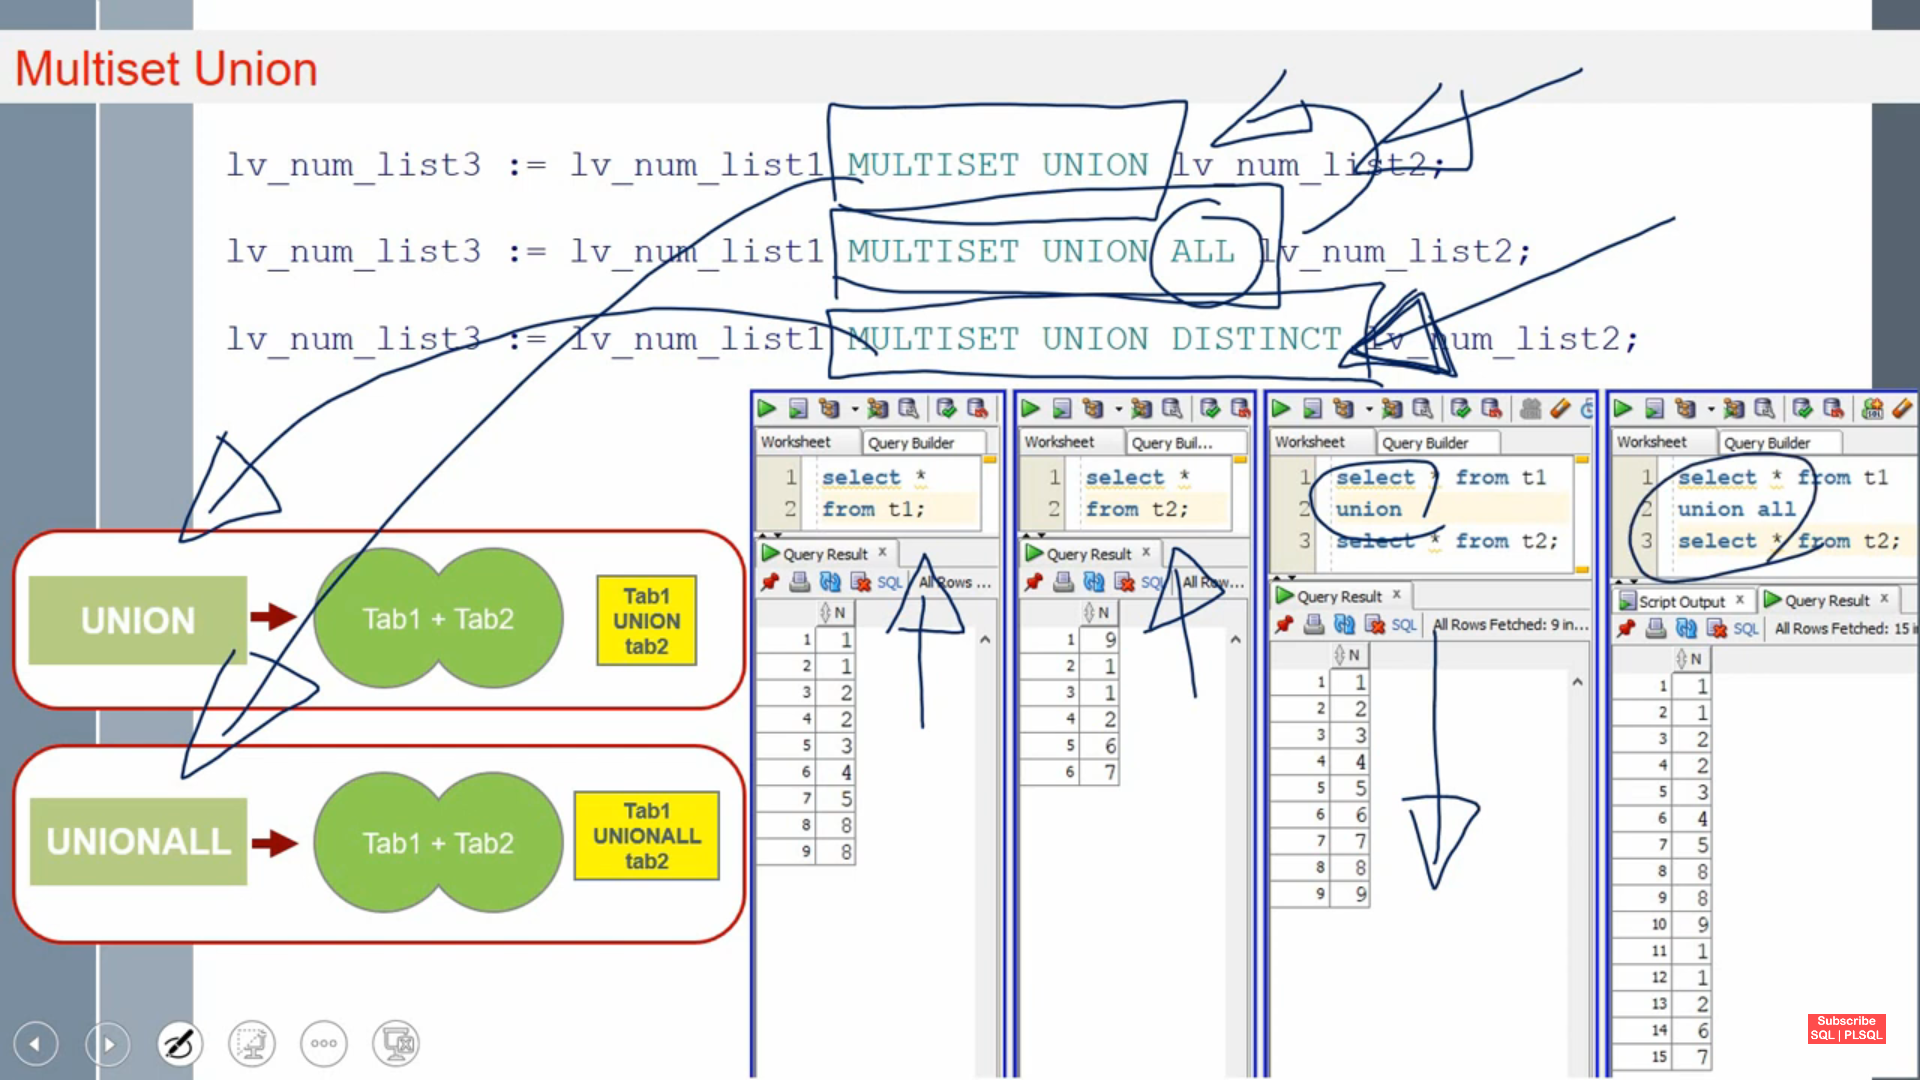 Multiset Union
lv_num_list3 := lv_num_list1 MULTISET UNION lv_num_list2;
lv_num_list3 := lv_num_list1 MULTISET UNION ALL lv_num_list2;
lv_num_list3 := lv_num_list1 MULTISET UNION DISTINCT lv_num_list2;
UNION
Tab1 + Tab2
Tab1
UNION
tab2
UNIONALL
Tab1 + Tab2
Tab1
UNIONALL
tab2
Worksheet Query Builder
1 select *
2 from t1;
Query Result x
SQL All Rows ...
N
1 1
2 1
3 2
4 2
5 3
6 4
7 5
8 8
9 8
Worksheet Query Buil...
1 select *
2 from t2;
Query Result x
SQL All Row...
N
1 9
2 1
3 1
4 2
5 6
6 7
Worksheet Query Builder
1 select * from t1
2 union
3 select * from t2;
Query Result x
SQL All Rows Fetched: 9 in...
N
1 1
2 2
3 3
4 4
5 5
6 6
7 7
8 8
9 9
Worksheet Query Builder
1 select * from t1
2 union all
3 select * from t2;
Script Output x Query Result x
SQL All Rows Fetched: 15 i
N
1 1
2 1
3 2
4 2
5 3
6 4
7 5
8 8
9 8
10 9
11 1
12 1
13 2
14 6
15 7
Subscribe
SQL | PLSQL